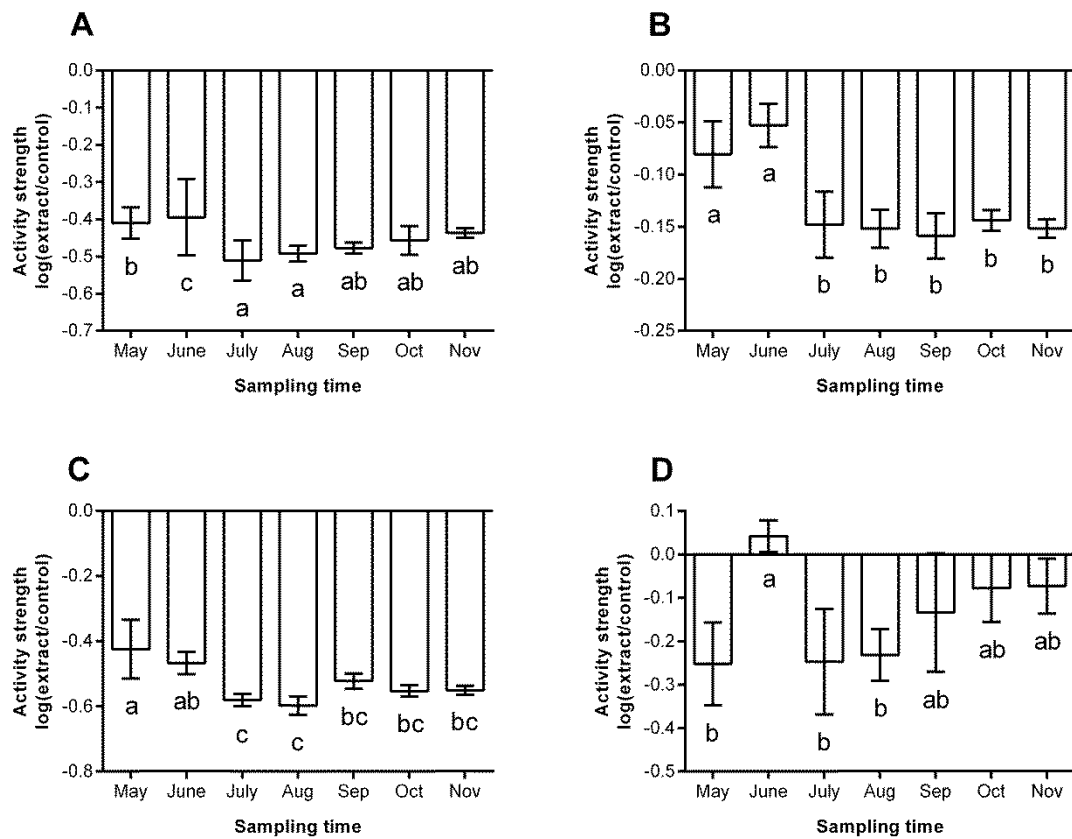 A
Activity strength
log(extract/control)
0.0
-0.1
-0.2
-0.3
-0.4
-0.5
-0.6
-0.7
b
c
a
a
ab
ab
ab
May June July Aug Sep Oct Nov
Sampling time
B
Activity strength
log(extract/control)
0.00
-0.05
-0.10
-0.15
-0.20
-0.25
a
a
b
b
b
b
b
May June July Aug Sep Oct Nov
Sampling time
C
Activity strength
log(extract/control)
0.0
-0.2
-0.4
-0.6
-0.8
a
ab
c
c
bc
bc
bc
May June July Aug Sep Oct Nov
Sampling time
D
Activity strength
log(extract/control)
0.1
0.0
-0.1
-0.2
-0.3
-0.4
-0.5
b
a
b
b
ab
ab
ab
May June July Aug Sep Oct Nov
Sampling time